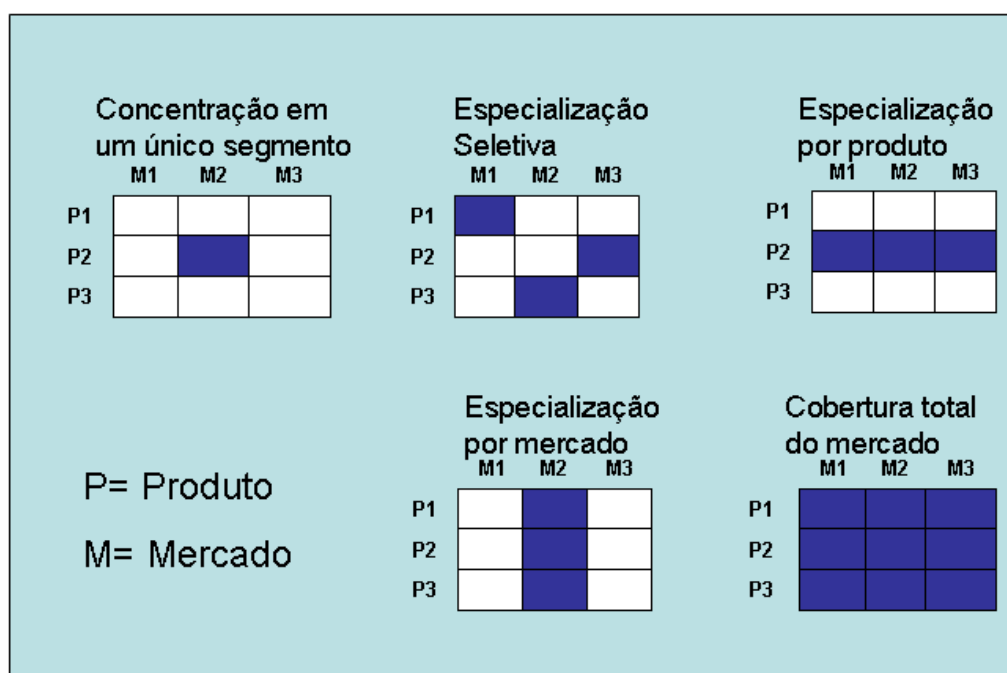 Concentração em
um único segmento
M1 M2 M3
P1
P2
P3
Especialização
Seletiva
M1 M2 M3
P1
P2
P3
Especialização
por produto
M1 M2 M3
P1
P2
P3
P= Produto
M= Mercado
Especialização
por mercado
M1 M2 M3
P1
P2
P3
Cobertura total
do mercado
M1 M2 M3
P1
P2
P3